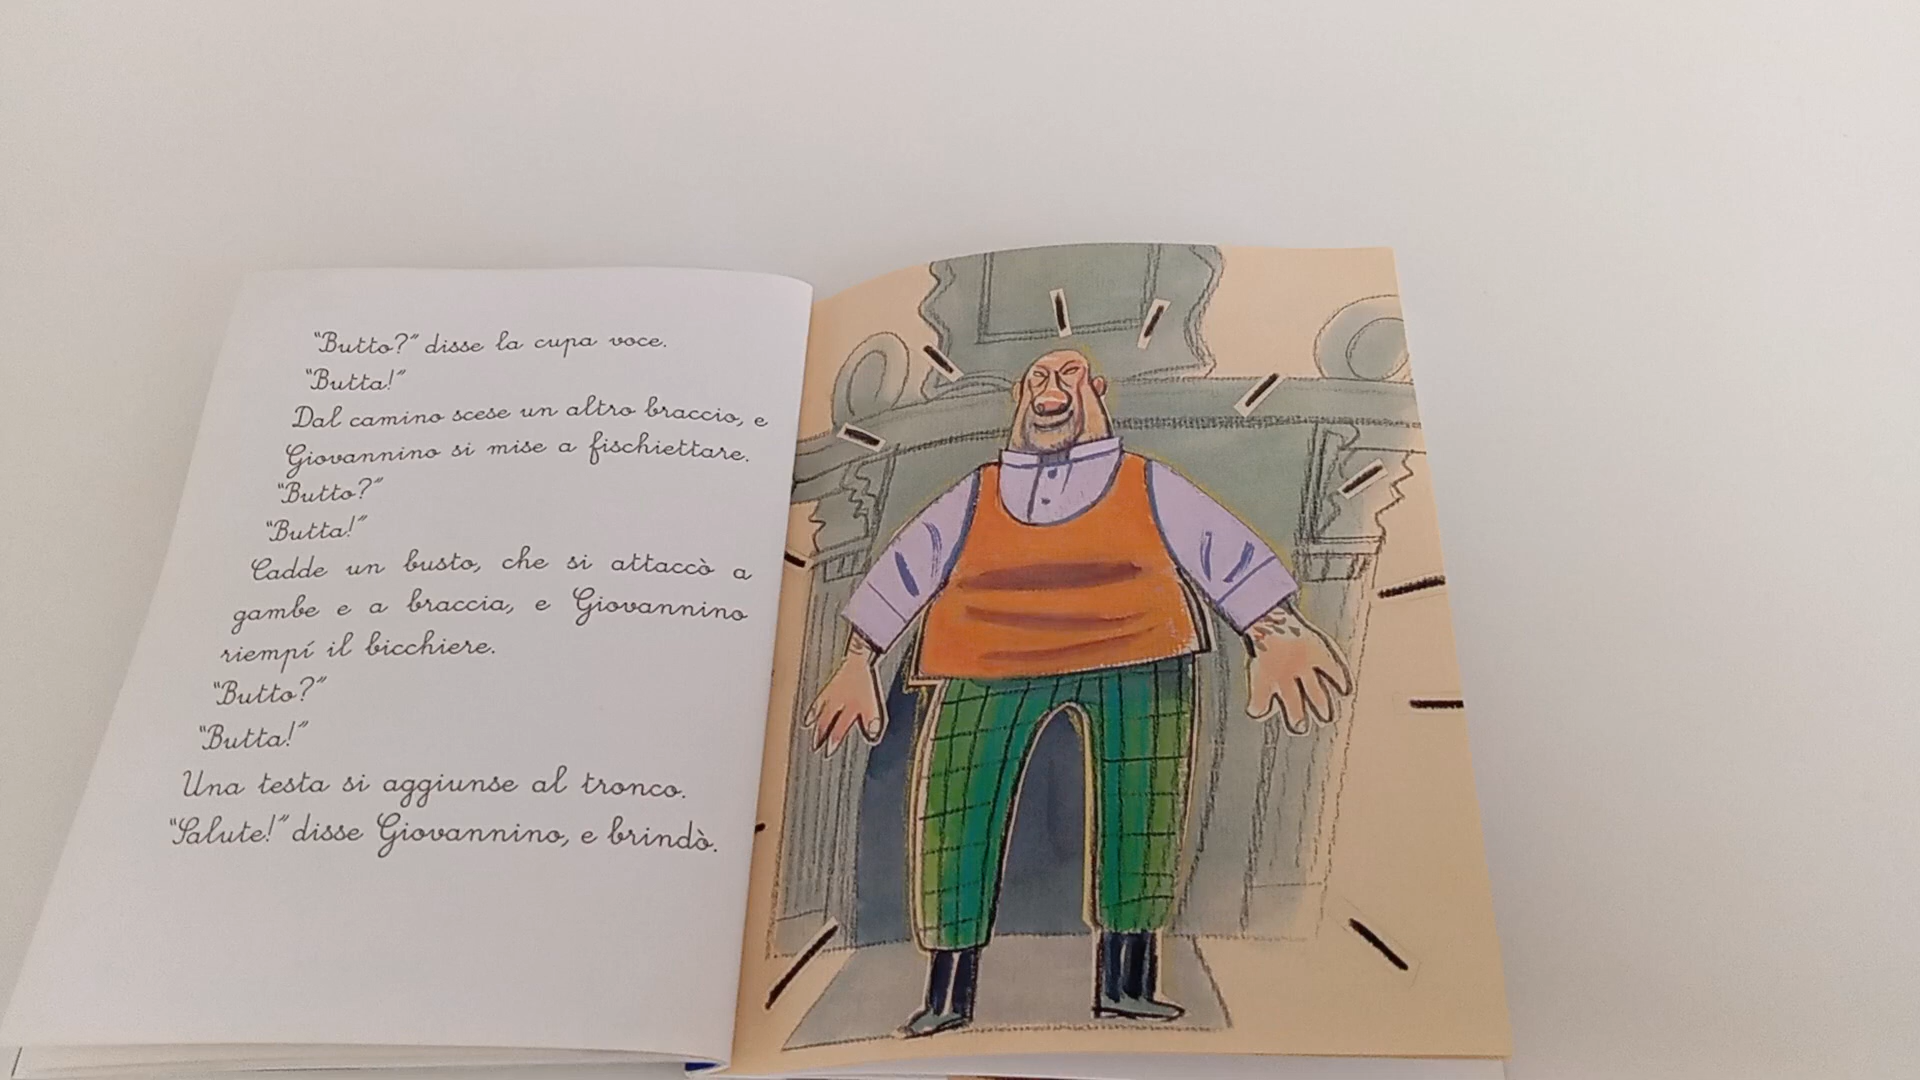 "Butto?" disse la cupa voce.
"Butta!"
Dal camino scese un altro braccio, e
Giovannino si mise a fischiettare.
"Butto?"
"Butta!"
Cadde un busto, che si attaccò a
gambe e a braccia, e Giovannino
riempí il bicchiere.
"Butto?"
"Butta!"
Una testa si aggiunse al tronco.
"Salute!" disse Giovannino, e brindò.